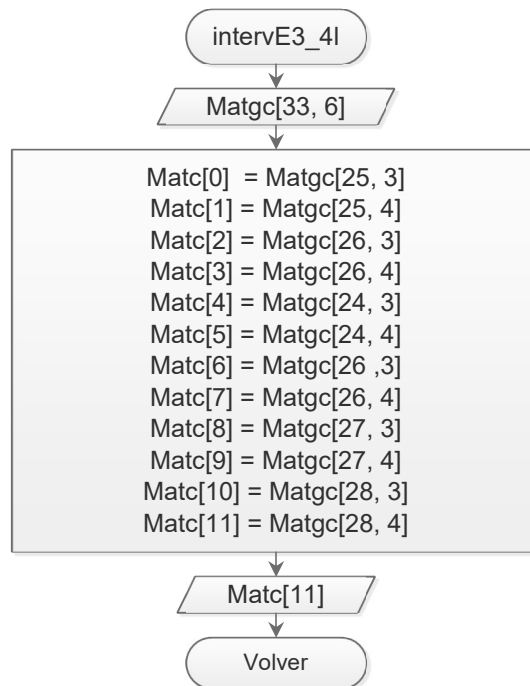 intervE3_4I
Matgc[33, 6]
Matc[0]  = Matgc[25, 3]
Matc[1] = Matgc[25, 4]
Matc[2] = Matgc[26, 3]
Matc[3] = Matgc[26, 4]
Matc[4] = Matgc[24, 3]
Matc[5] = Matgc[24, 4]
Matc[6] = Matgc[26 ,3]
Matc[7] = Matgc[26, 4]
Matc[8] = Matgc[27, 3]
Matc[9] = Matgc[27, 4]
Matc[10] = Matgc[28, 3]
Matc[11] = Matgc[28, 4]
Matc[11]
Volver